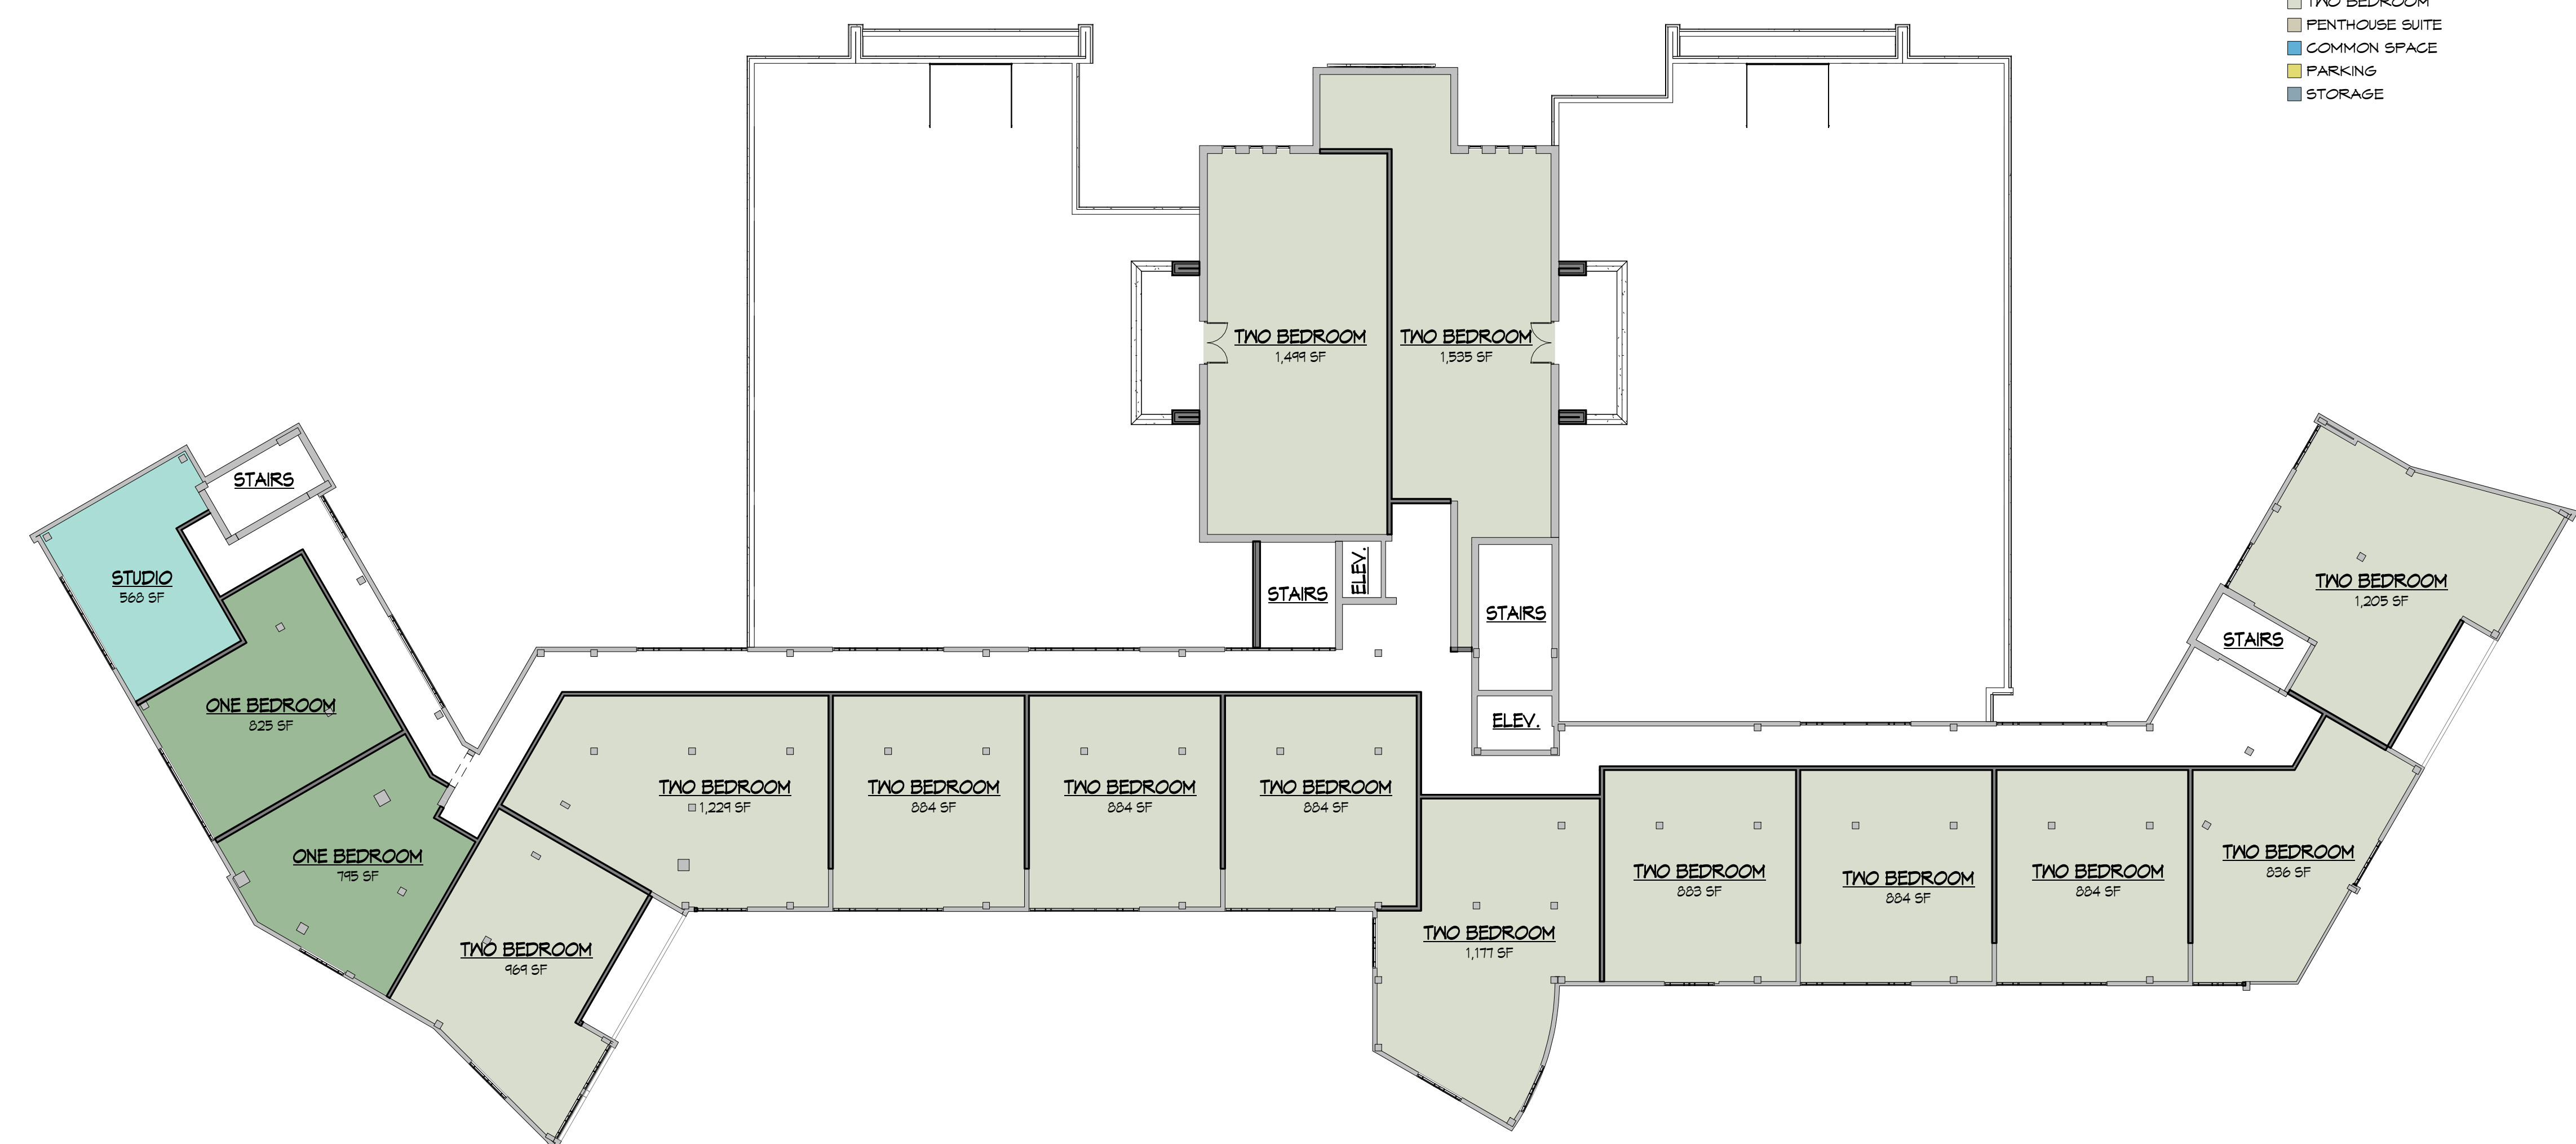 TWO BEDROOM
PENTHOUSE SUITE
COMMON SPACE
PARKING
STORAGE
TWO BEDROOM
1,499 SF
TWO BEDROOM
1,535 SF
STAIRS
STUDIO
568 SF
ONE BEDROOM
825 SF
ONE BEDROOM
795 SF
TWO BEDROOM
969 SF
TWO BEDROOM
1,229 SF
TWO BEDROOM
884 SF
TWO BEDROOM
884 SF
TWO BEDROOM
884 SF
STAIRS
ELEV.
STAIRS
ELEV.
TWO BEDROOM
1,177 SF
TWO BEDROOM
883 SF
TWO BEDROOM
884 SF
TWO BEDROOM
884 SF
TWO BEDROOM
836 SF
STAIRS
TWO BEDROOM
1,205 SF